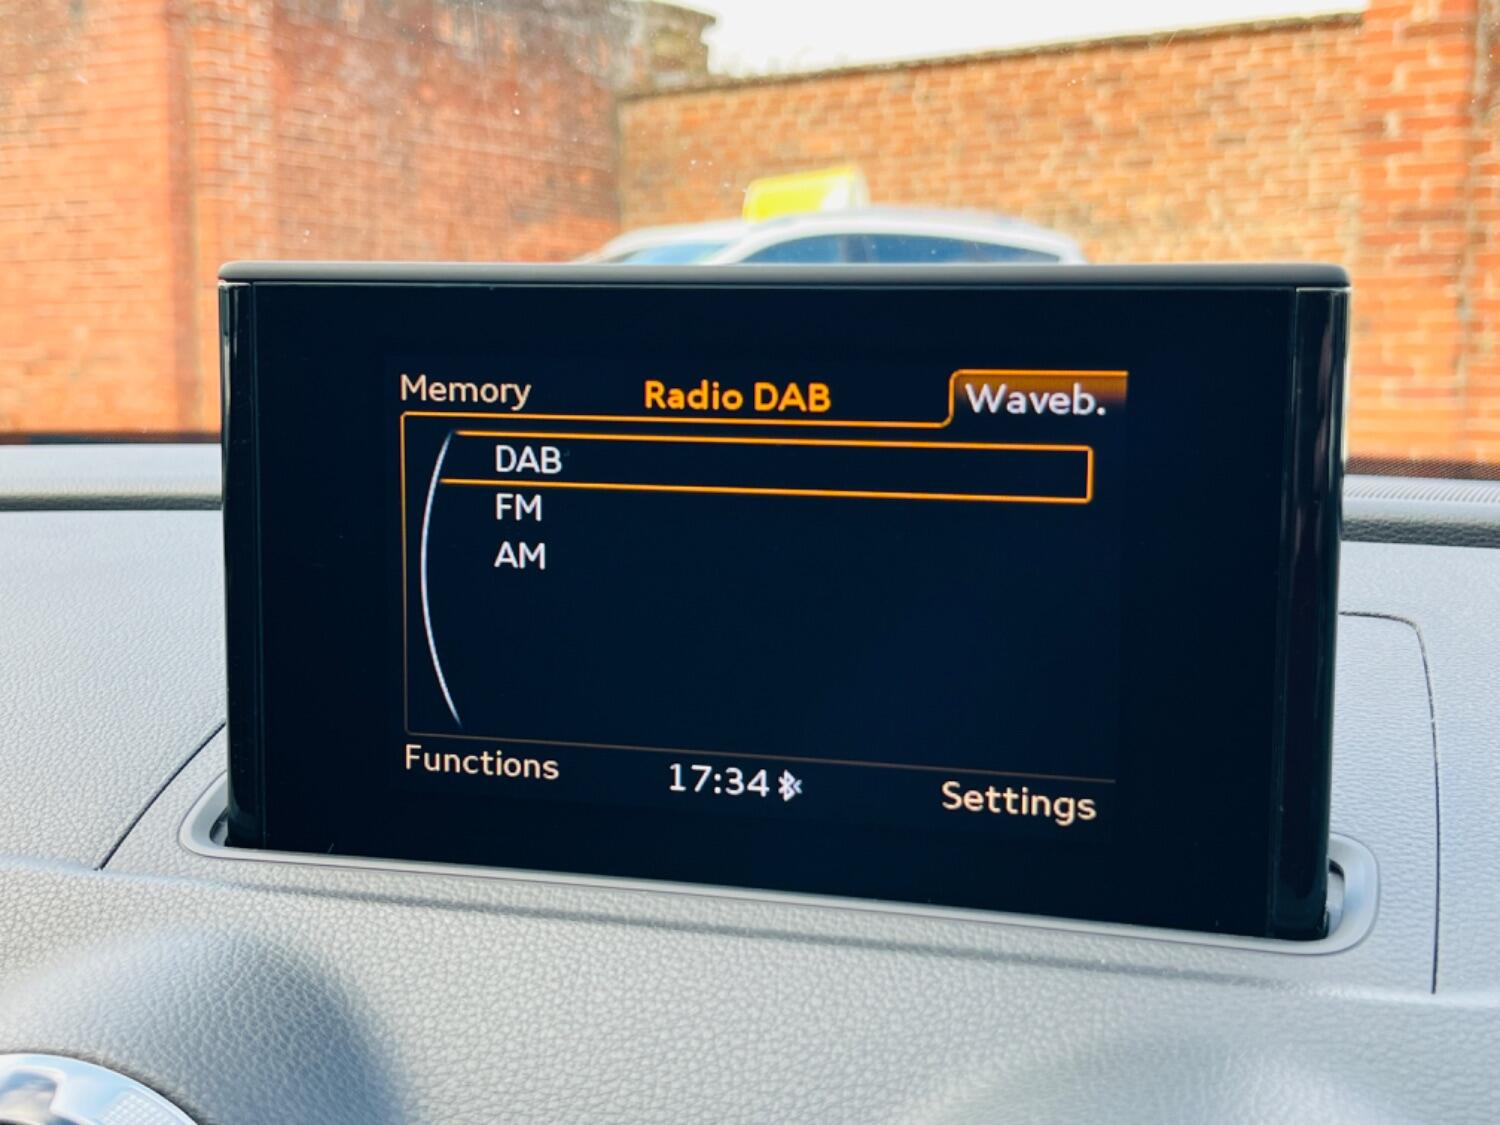 Memory Radio DAB Waveb.
DAB
FM
AM
Functions 17:34 Settings